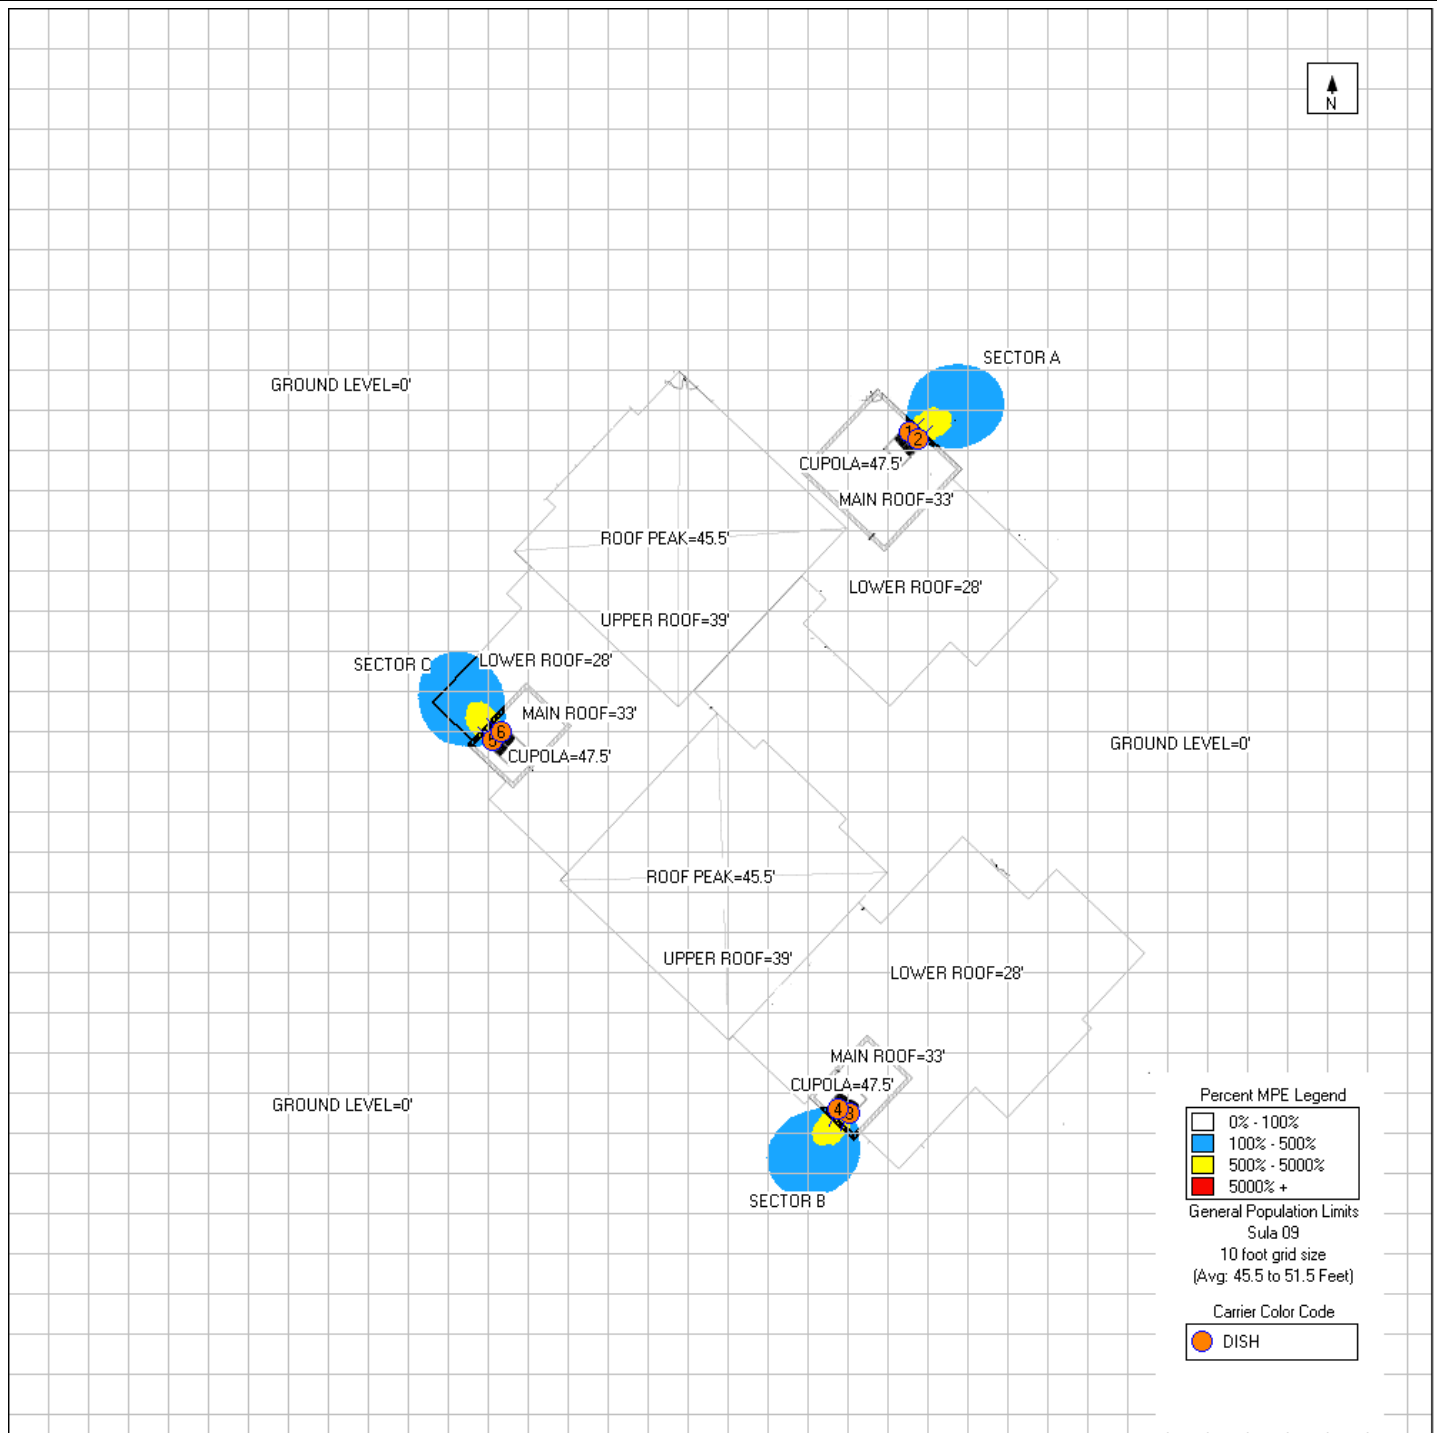 N
SECTOR A
GROUND LEVEL=0'
1
2
CUPOLA=47.5'
MAIN ROOF=33'
ROOF PEAK=45.5'
LOWER ROOF=28'
UPPER ROOF=39'
SECTOR C
LOWER ROOF=28'
MAIN ROOF=33'
6
5
CUPOLA=47.5'
GROUND LEVEL=0'
ROOF PEAK=45.5'
UPPER ROOF=39'
LOWER ROOF=28'
MAIN ROOF=33'
CUPOLA=47.5'
GROUND LEVEL=0'
4
3
SECTOR B
Percent MPE Legend
0% - 100%
100% - 500%
500% - 5000%
5000% +
General Population Limits
Sula 09
10 foot grid size
(Avg: 45.5 to 51.5 Feet)
Carrier Color Code
DISH